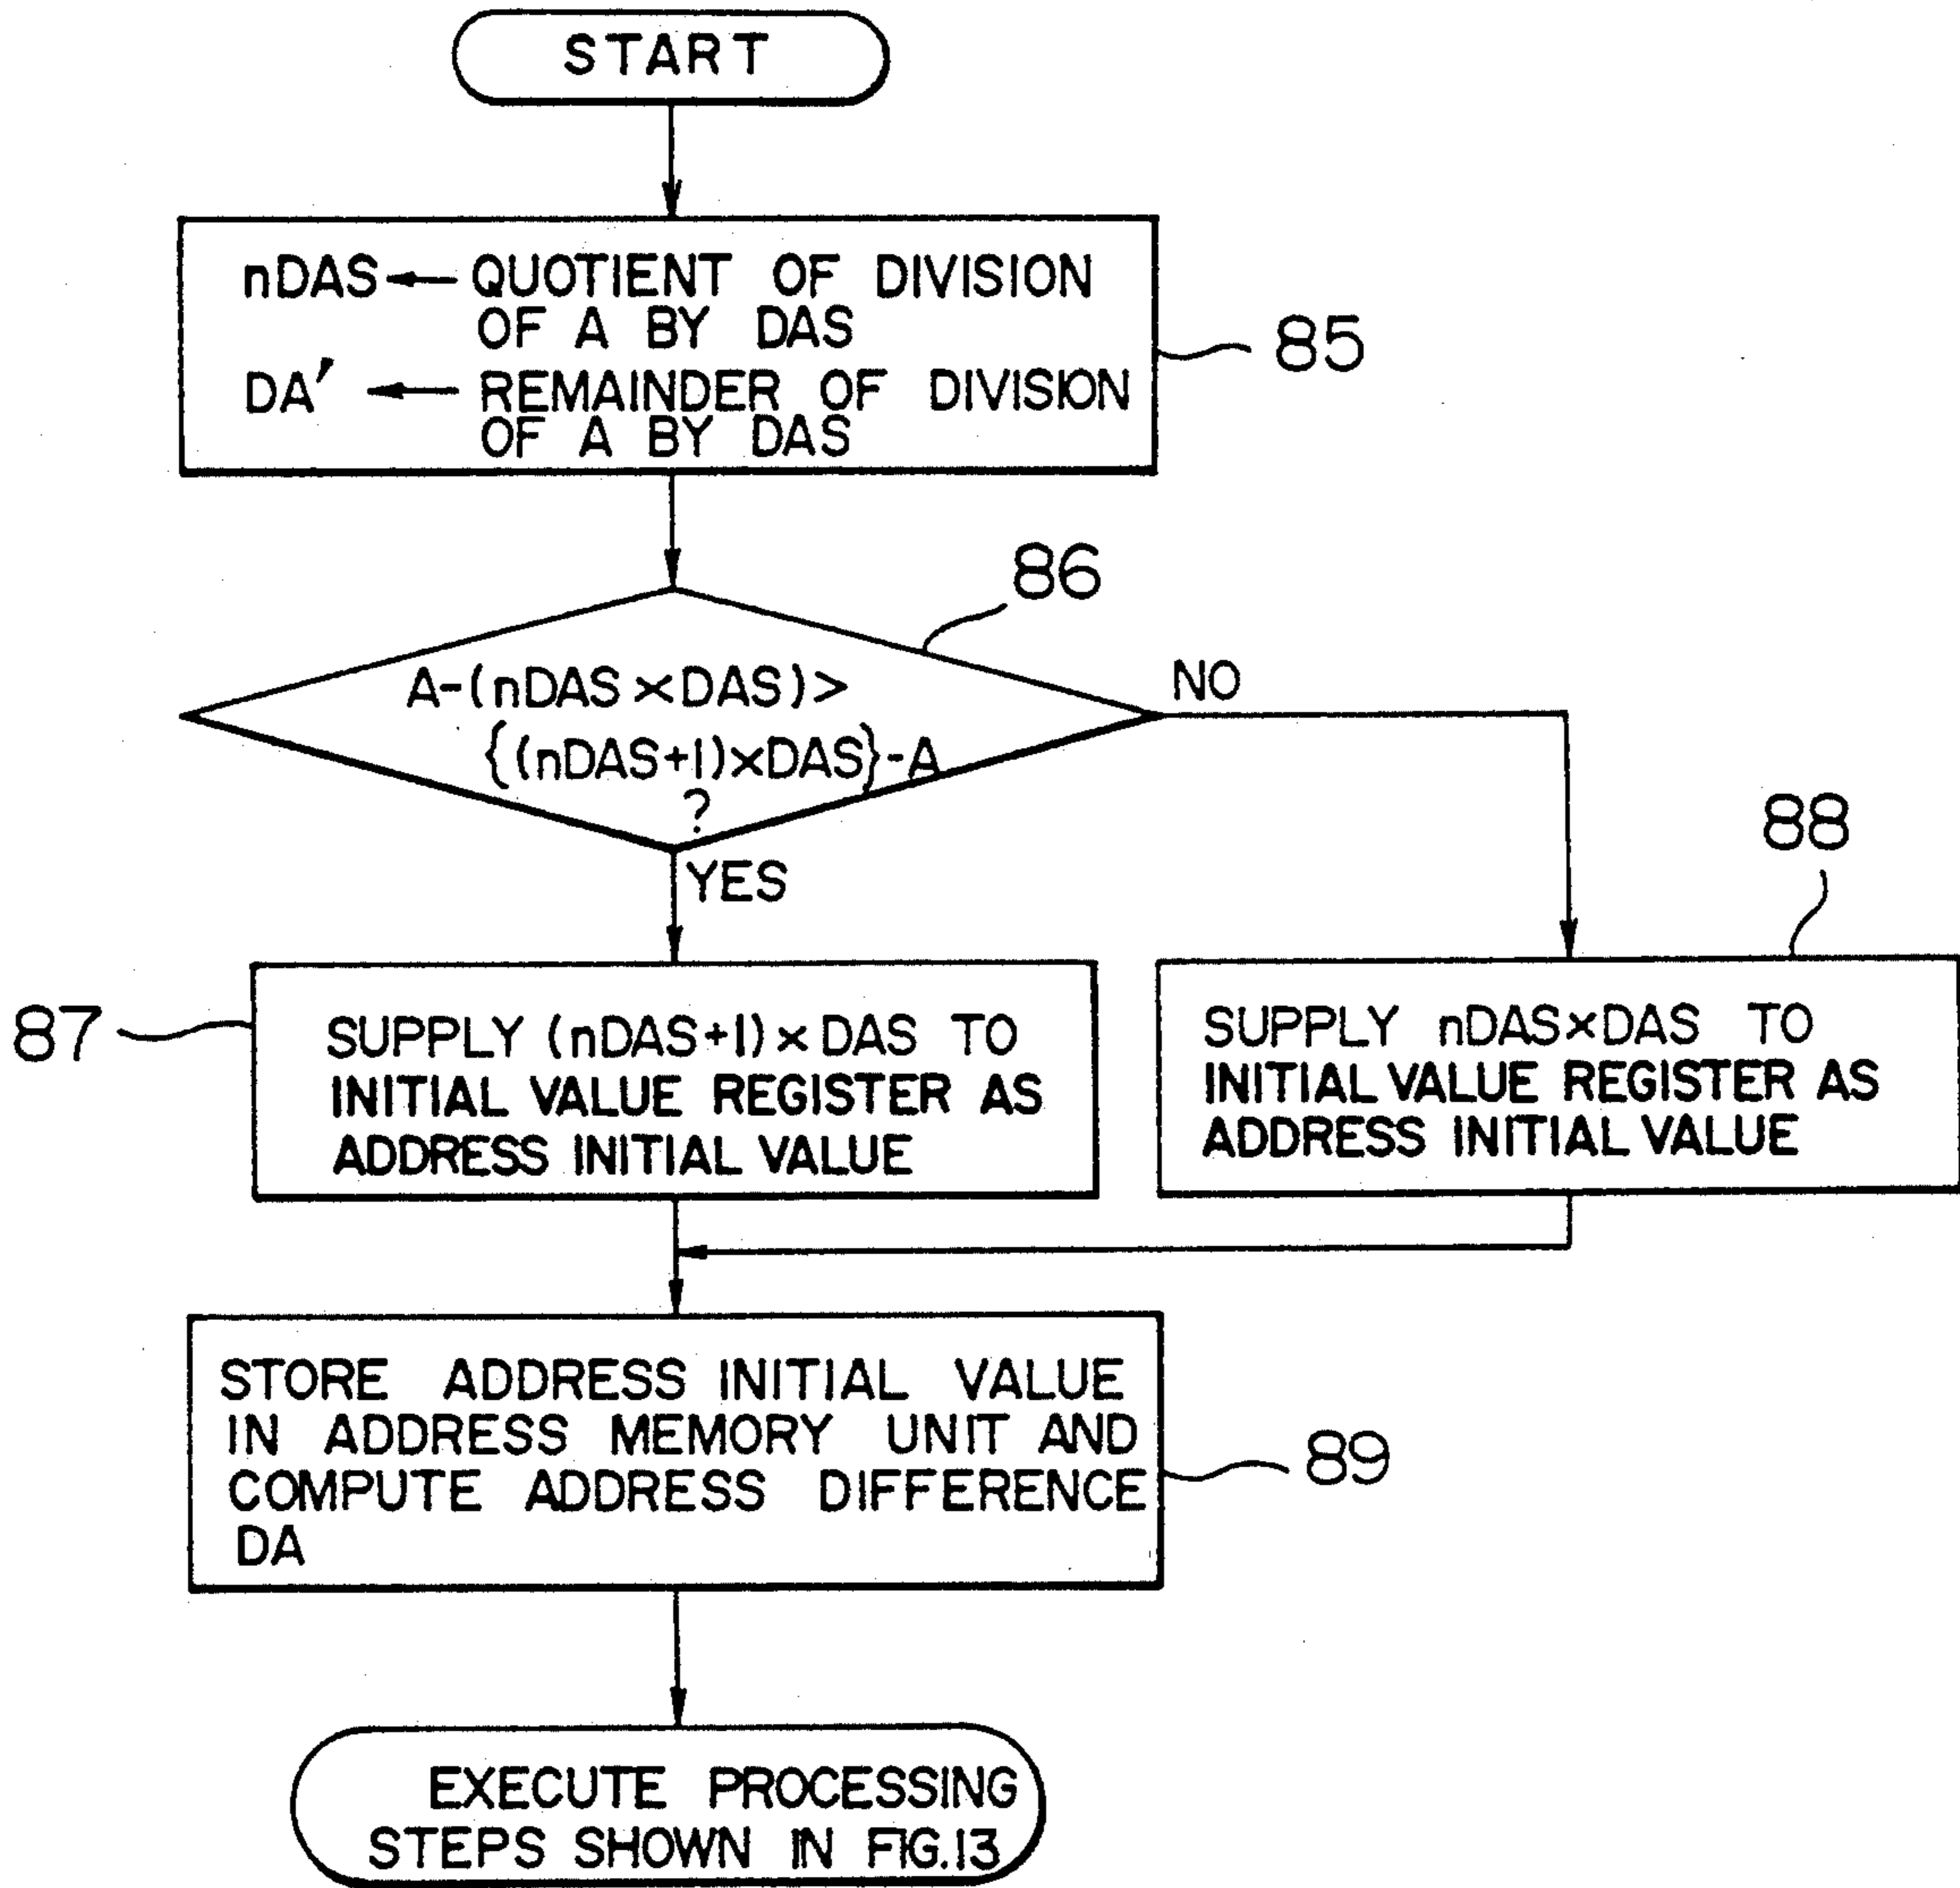 START
nDAS ← QUOTIENT OF DIVISION
OF A BY DAS
DA′ ← REMAINDER OF DIVISION
OF A BY DAS
85
86
A-(nDAS×DAS)>
{(nDAS+1)×DAS}-A
?
NO
YES
88
87
SUPPLY (nDAS+1)×DAS TO
INITIAL VALUE REGISTER AS
ADDRESS INITIAL VALUE
SUPPLY nDAS×DAS TO
INITIAL VALUE REGISTER AS
ADDRESS INITIAL VALUE
STORE ADDRESS INITIAL VALUE
IN ADDRESS MEMORY UNIT AND
COMPUTE ADDRESS DIFFERENCE
DA
89
EXECUTE PROCESSING
STEPS SHOWN IN FIG.13